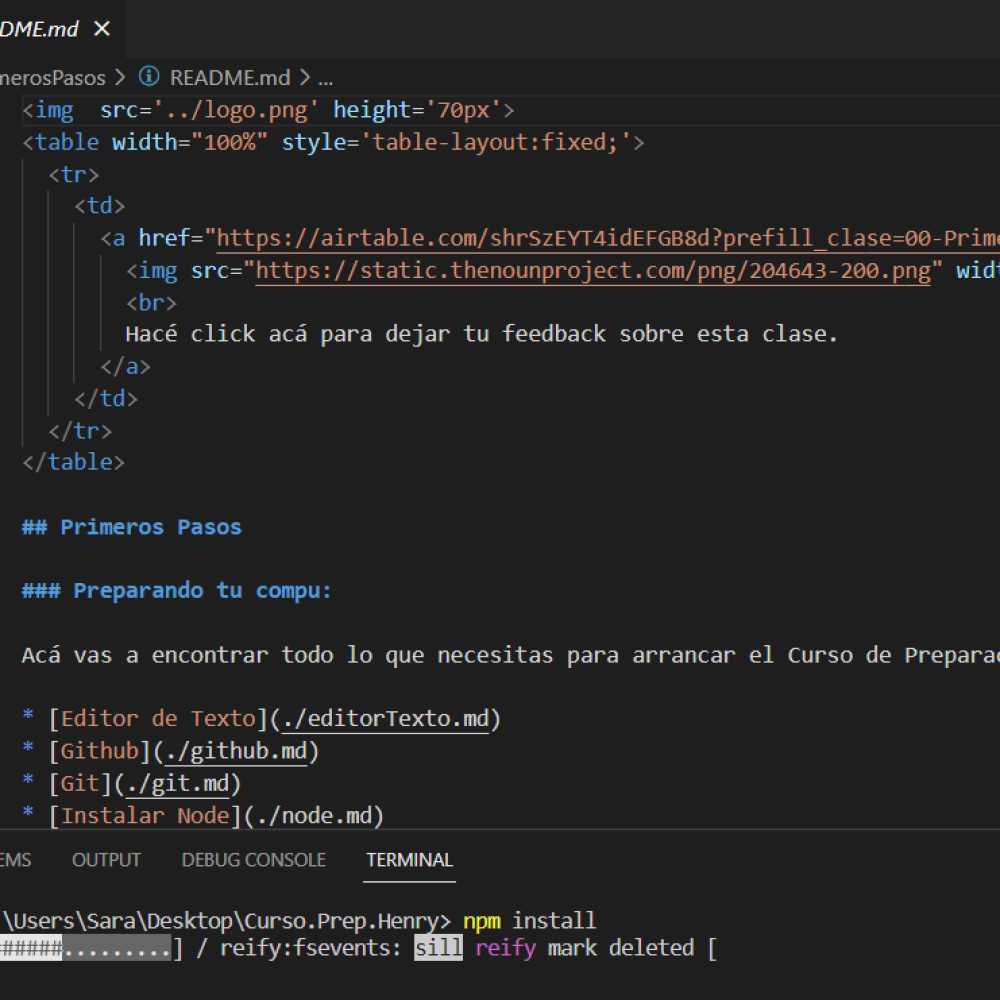 DME.md ×
merosPasos > README.md > ...
<img  src='../logo.png' height='70px'>
<table width="100%" style='table-layout:fixed;'>
<tr>
<td>
<a href="https://airtable.com/shrSzEYT4idEFGB8d?prefill_clase=00-Prime
<img src="https://static.thenounproject.com/png/204643-200.png" widt
<br>
Hacé click acá para dejar tu feedback sobre esta clase.
</a>
</td>
</tr>
</table>
## Primeros Pasos
### Preparando tu compu:
Acá vas a encontrar todo lo que necesitas para arrancar el Curso de Preparac
* [Editor de Texto](./editorTexto.md)
* [Github](./github.md)
* [Git](./git.md)
* [Instalar Node](./node.md)
EMS OUTPUT DEBUG CONSOLE TERMINAL
\Users\Sara\Desktop\Curso.Prep.Henry> npm install
######.........] / reify:fsevents: sill reify mark deleted [